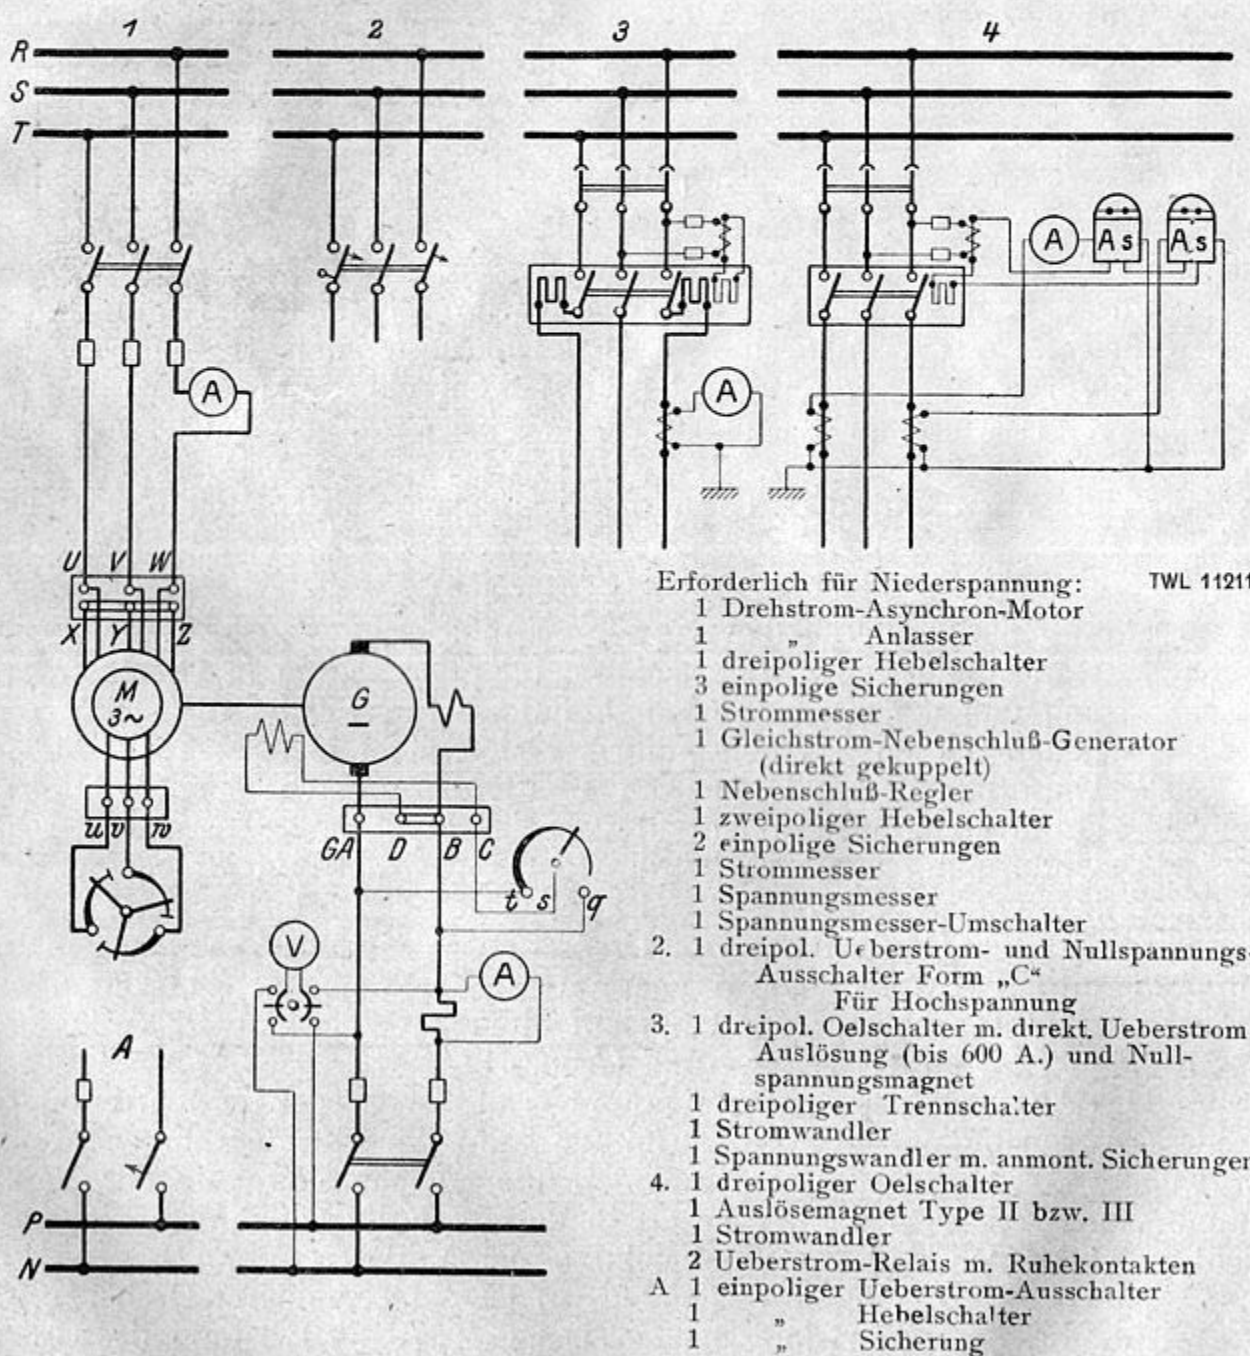 1 2 3 4
R
S
T
A
A
A
As
As
U V W
X Y Z
M
3~
G
u v w
GA D B C
t s q
V
A
A
P
N
Erforderlich für Niederspannung: TWL 11211
1 Drehstrom-Asynchron-Motor
1 „ Anlasser
1 dreipoliger Hebelschalter
3 einpolige Sicherungen
1 Strommesser
1 Gleichstrom-Nebenschluß-Generator
(direkt gekuppelt)
1 Nebenschluß-Regler
1 zweipoliger Hebelschalter
2 einpolige Sicherungen
1 Strommesser
1 Spannungsmesser
1 Spannungsmesser-Umschalter
2. 1 dreipol. Ueberstrom- und Nullspannungs-
Ausschalter Form „C“
Für Hochspannung
3. 1 dreipol. Oelschalter m. direkt. Ueberstrom
Auslösung (bis 600 A.) und Null-
spannungsmagnet
1 dreipoliger Trennschalter
1 Stromwandler
1 Spannungswandler m. anmont. Sicherungen
4. 1 dreipoliger Oelschalter
1 Auslösemagnet Type II bzw. III
1 Stromwandler
2 Ueberstrom-Relais m. Ruhekontakten
A 1 einpoliger Ueberstrom-Ausschalter
1 „ Hebelschalter
1 „ Sicherung